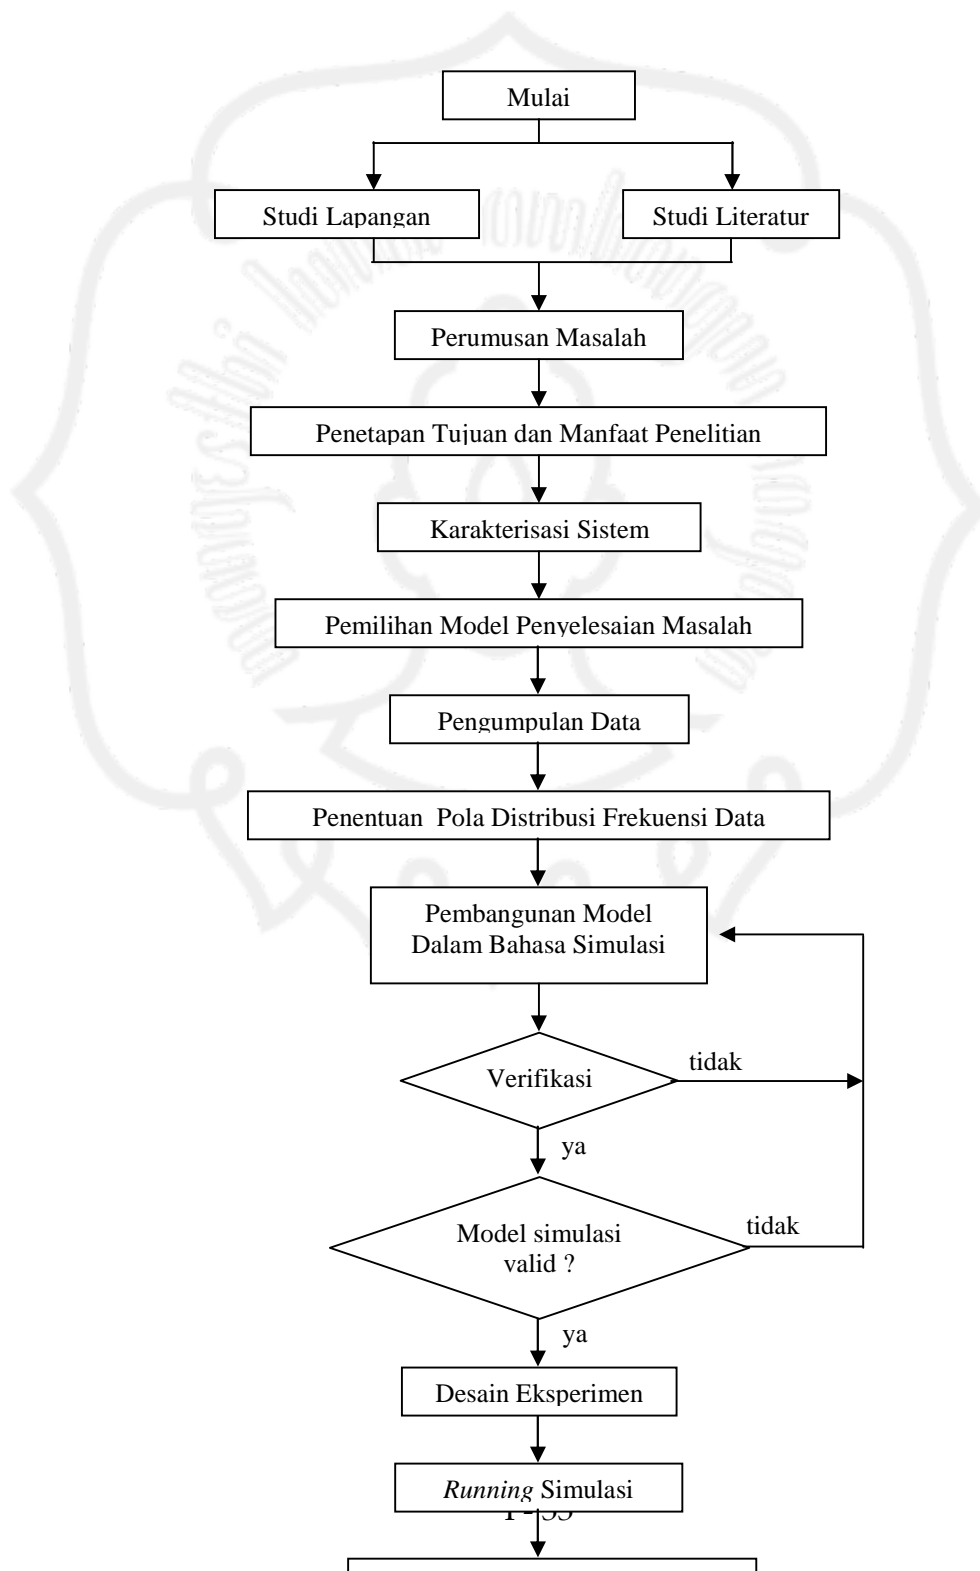 Mulai
Studi Lapangan
Studi Literatur
Perumusan Masalah
Penetapan Tujuan dan Manfaat Penelitian
Karakterisasi Sistem
Pemilihan Model Penyelesaian Masalah
Pengumpulan Data
Penentuan Pola Distribusi Frekuensi Data
Pembangunan Model
Dalam Bahasa Simulasi
Verifikasi
tidak
ya
Model simulasi
valid ?
tidak
ya
Desain Eksperimen
Running Simulasi